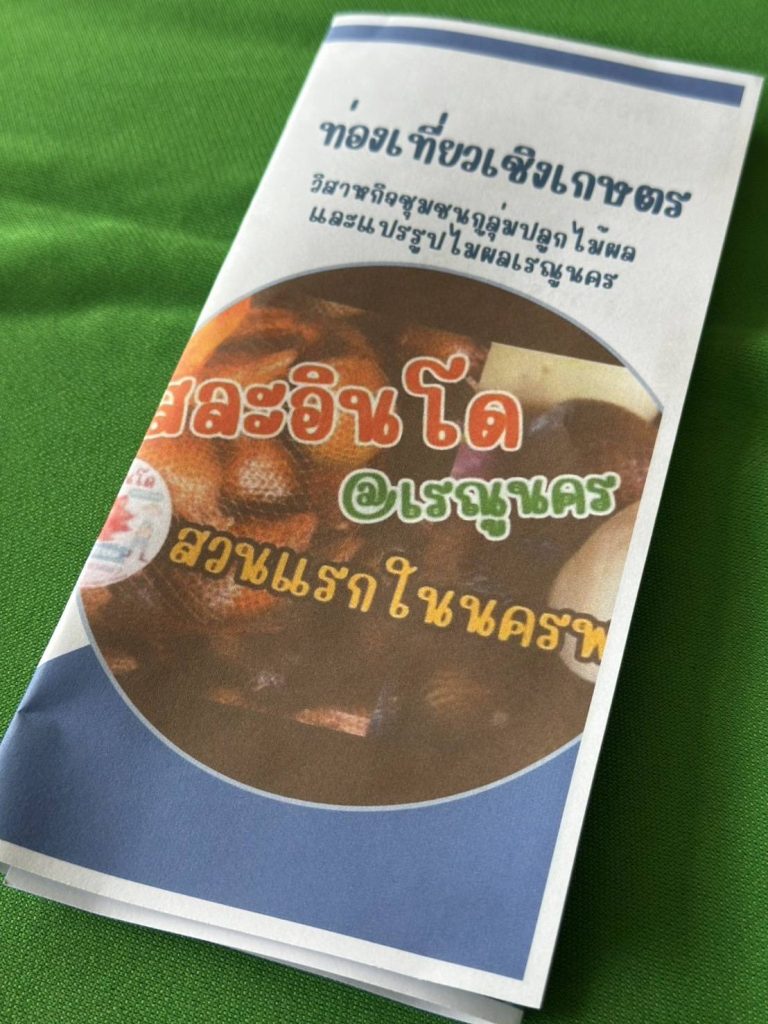 ท่องเที่ยวเชิงเกษตร
วิสาหกิจชุมชนกลุ่มปลูกไม้ผล
และแปรรูปไม้ผลเรณูนคร
สละอินโด
@เรณูนคร
สวนแรกในนครพ